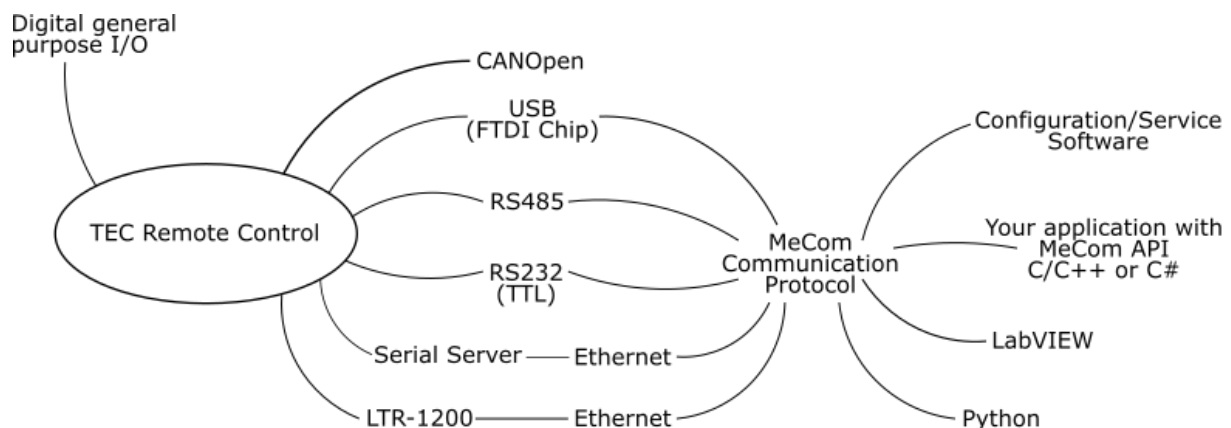 Digital general
purpose I/O
CANOpen
USB
(FTDI Chip)
Configuration/Service
Software
RS485
TEC Remote Control
Your application with
MeCom API
C/C++ or C#
MeCom
Communication
Protocol
RS232
(TTL)
LabVIEW
Serial Server
Ethernet
LTR-1200
Ethernet
Python